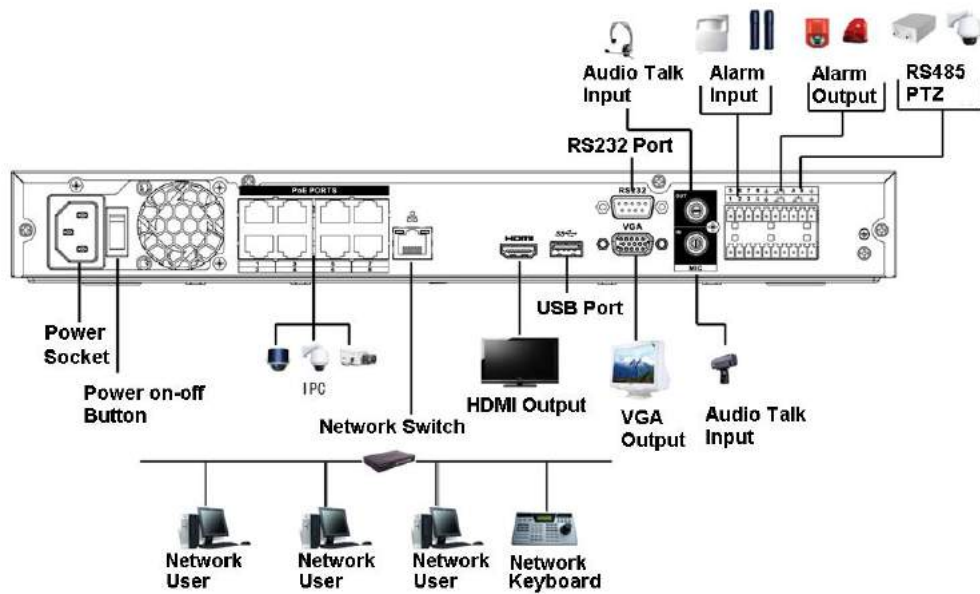 Audio Talk
Input
Alarm
Input
Alarm
Output
RS485
PTZ
RS232 Port
PoE PORTS
RS232
OUT
VGA
HDMI
IN
MIC
USB Port
Power
Socket
IPC
Power on-off
Button
Network Switch
HDMI Output
VGA
Output
Audio Talk
Input
Network
User
Network
User
Network
User
Network
Keyboard